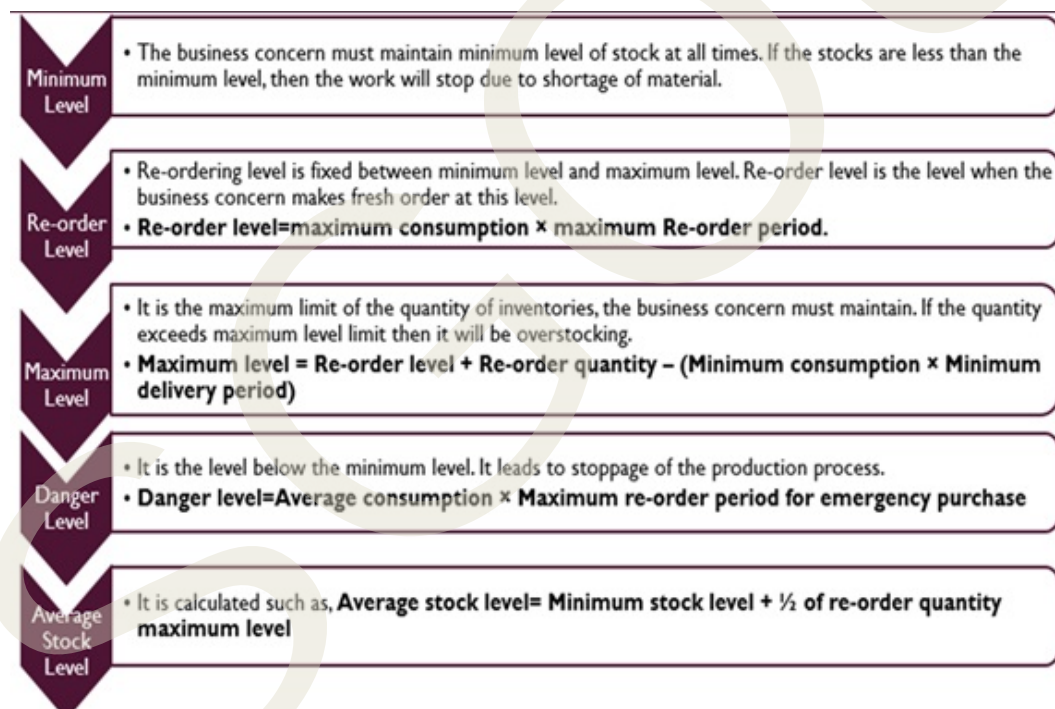 Minimum
Level
• The business concern must maintain minimum level of stock at all times. If the stocks are less than the
minimum level, then the work will stop due to shortage of material.
Re-order
Level
• Re-ordering level is fixed between minimum level and maximum level. Re-order level is the level when the
business concern makes fresh order at this level.
• Re-order level=maximum consumption × maximum Re-order period.
Maximum
Level
• It is the maximum limit of the quantity of inventories, the business concern must maintain. If the quantity
exceeds maximum level limit then it will be overstocking.
• Maximum level = Re-order level + Re-order quantity – (Minimum consumption × Minimum
delivery period)
Danger
Level
• It is the level below the minimum level. It leads to stoppage of the production process.
• Danger level=Average consumption × Maximum re-order period for emergency purchase
Average
Stock
Level
• It is calculated such as, Average stock level= Minimum stock level + ½ of re-order quantity
maximum level